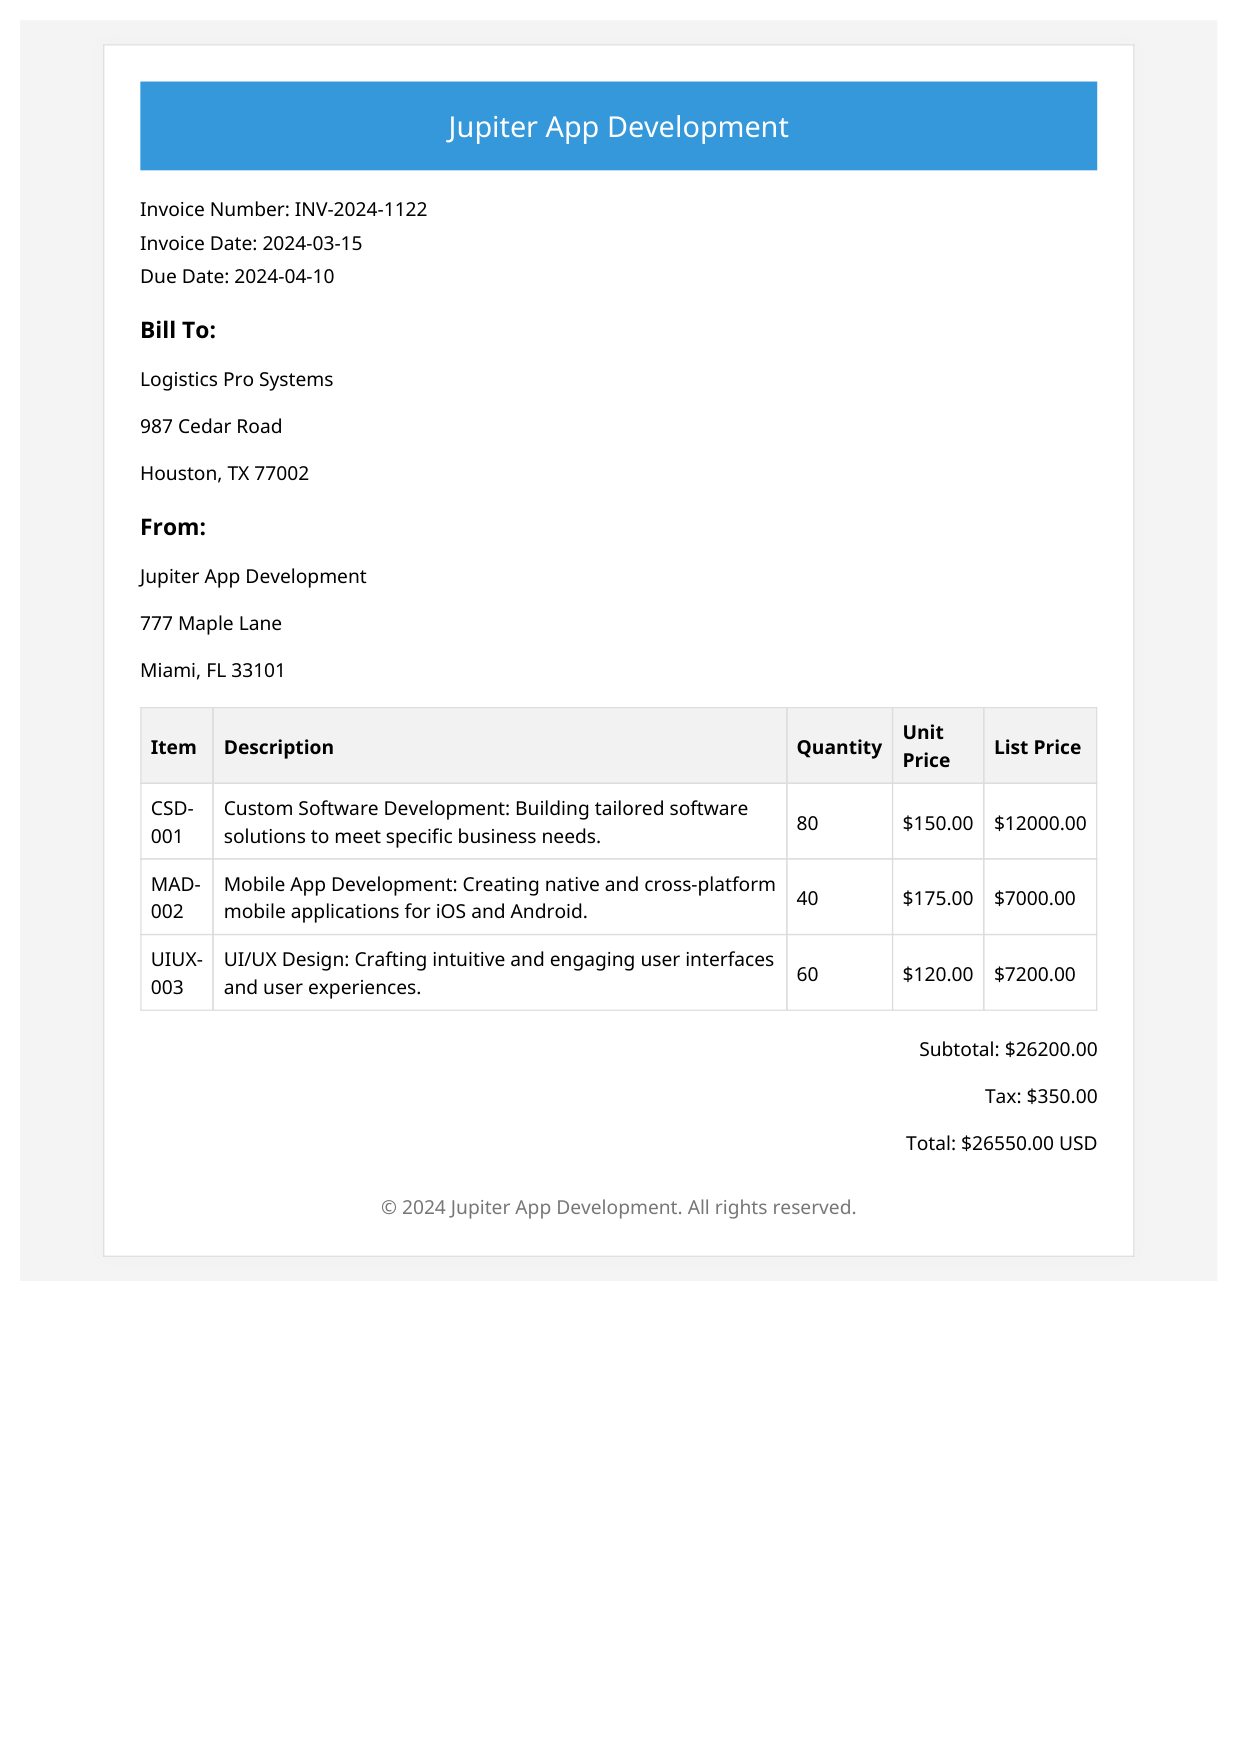 Jupiter App Development
Invoice Number: INV-2024-1122
Invoice Date: 2024-03-15
Due Date: 2024-04-10
Bill To:
Logistics Pro Systems
987 Cedar Road
Houston, TX 77002
From:
Jupiter App Development
777 Maple Lane
Miami, FL 33101
Item Description Quantity Unit Price List Price
CSD-001 Custom Software Development: Building tailored software solutions to meet specific business needs. 80 $150.00 $12000.00
MAD-002 Mobile App Development: Creating native and cross-platform mobile applications for iOS and Android. 40 $175.00 $7000.00
UIUX-003 UI/UX Design: Crafting intuitive and engaging user interfaces and user experiences. 60 $120.00 $7200.00
Subtotal: $26200.00
Tax: $350.00
Total: $26550.00 USD
© 2024 Jupiter App Development. All rights reserved.